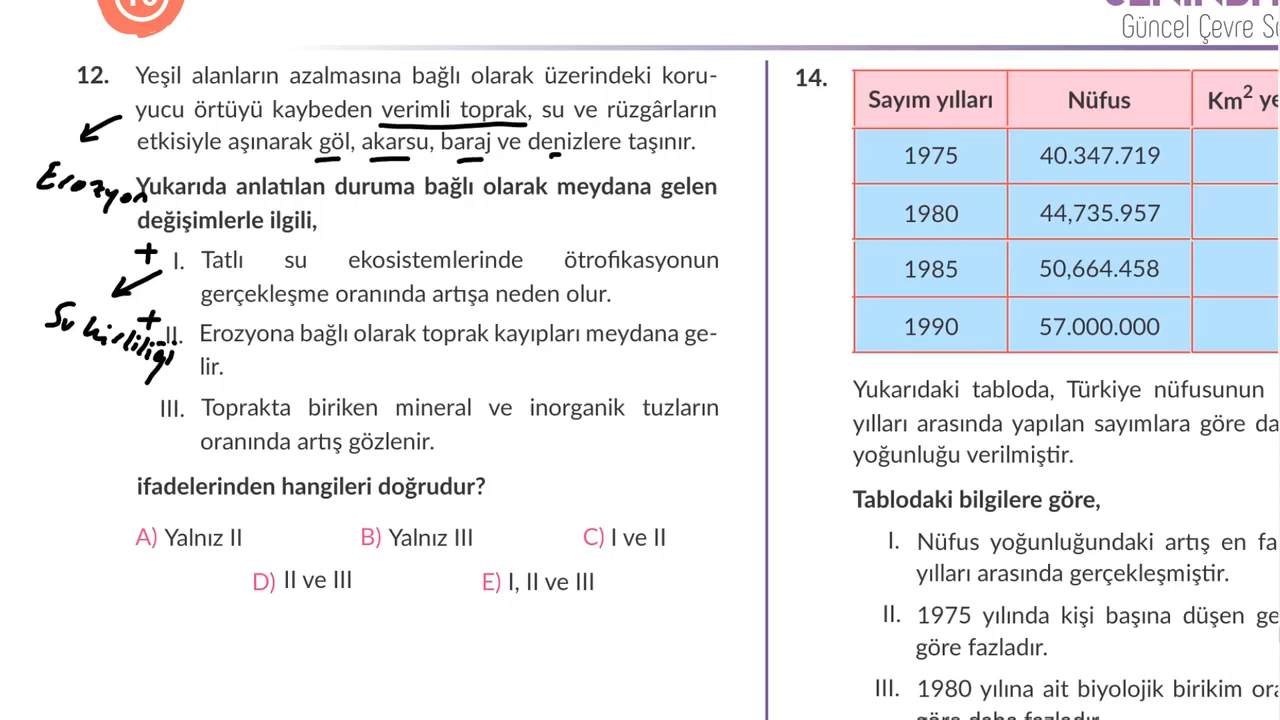 Güncel Çevre
12. Yeşil alanların azalmasına bağlı olarak üzerindeki koru-
yucu örtüyü kaybeden verimli toprak, su ve rüzgârların
etkisiyle aşınarak göl, akarsu, baraj ve denizlere taşınır.
Erozyon
Yukarıda anlatılan duruma bağlı olarak meydana gelen
değişimlerle ilgili,
+ I. Tatlı su ekosistemlerinde ötrofikasyonun
gerçekleşme oranında artışa neden olur.
Su kirliliği
+ II. Erozyona bağlı olarak toprak kayıpları meydana ge-
lir.
III. Toprakta biriken mineral ve inorganik tuzların
oranında artış gözlenir.
ifadelerinden hangileri doğrudur?
A) Yalnız II B) Yalnız III C) I ve II
D) II ve III E) I, II ve III
14.
Sayım yılları Nüfus Km² ye
1975 40.347.719
1980 44,735.957
1985 50,664.458
1990 57.000.000
Yukarıdaki tabloda, Türkiye nüfusunun
yılları arasında yapılan sayımlara göre da
yoğunluğu verilmiştir.
Tablodaki bilgilere göre,
I. Nüfus yoğunluğundaki artış en fa
yılları arasında gerçekleşmiştir.
II. 1975 yılında kişi başına düşen ge
göre fazladır.
III. 1980 yılına ait biyolojik birikim ora
göre daha fazladır.